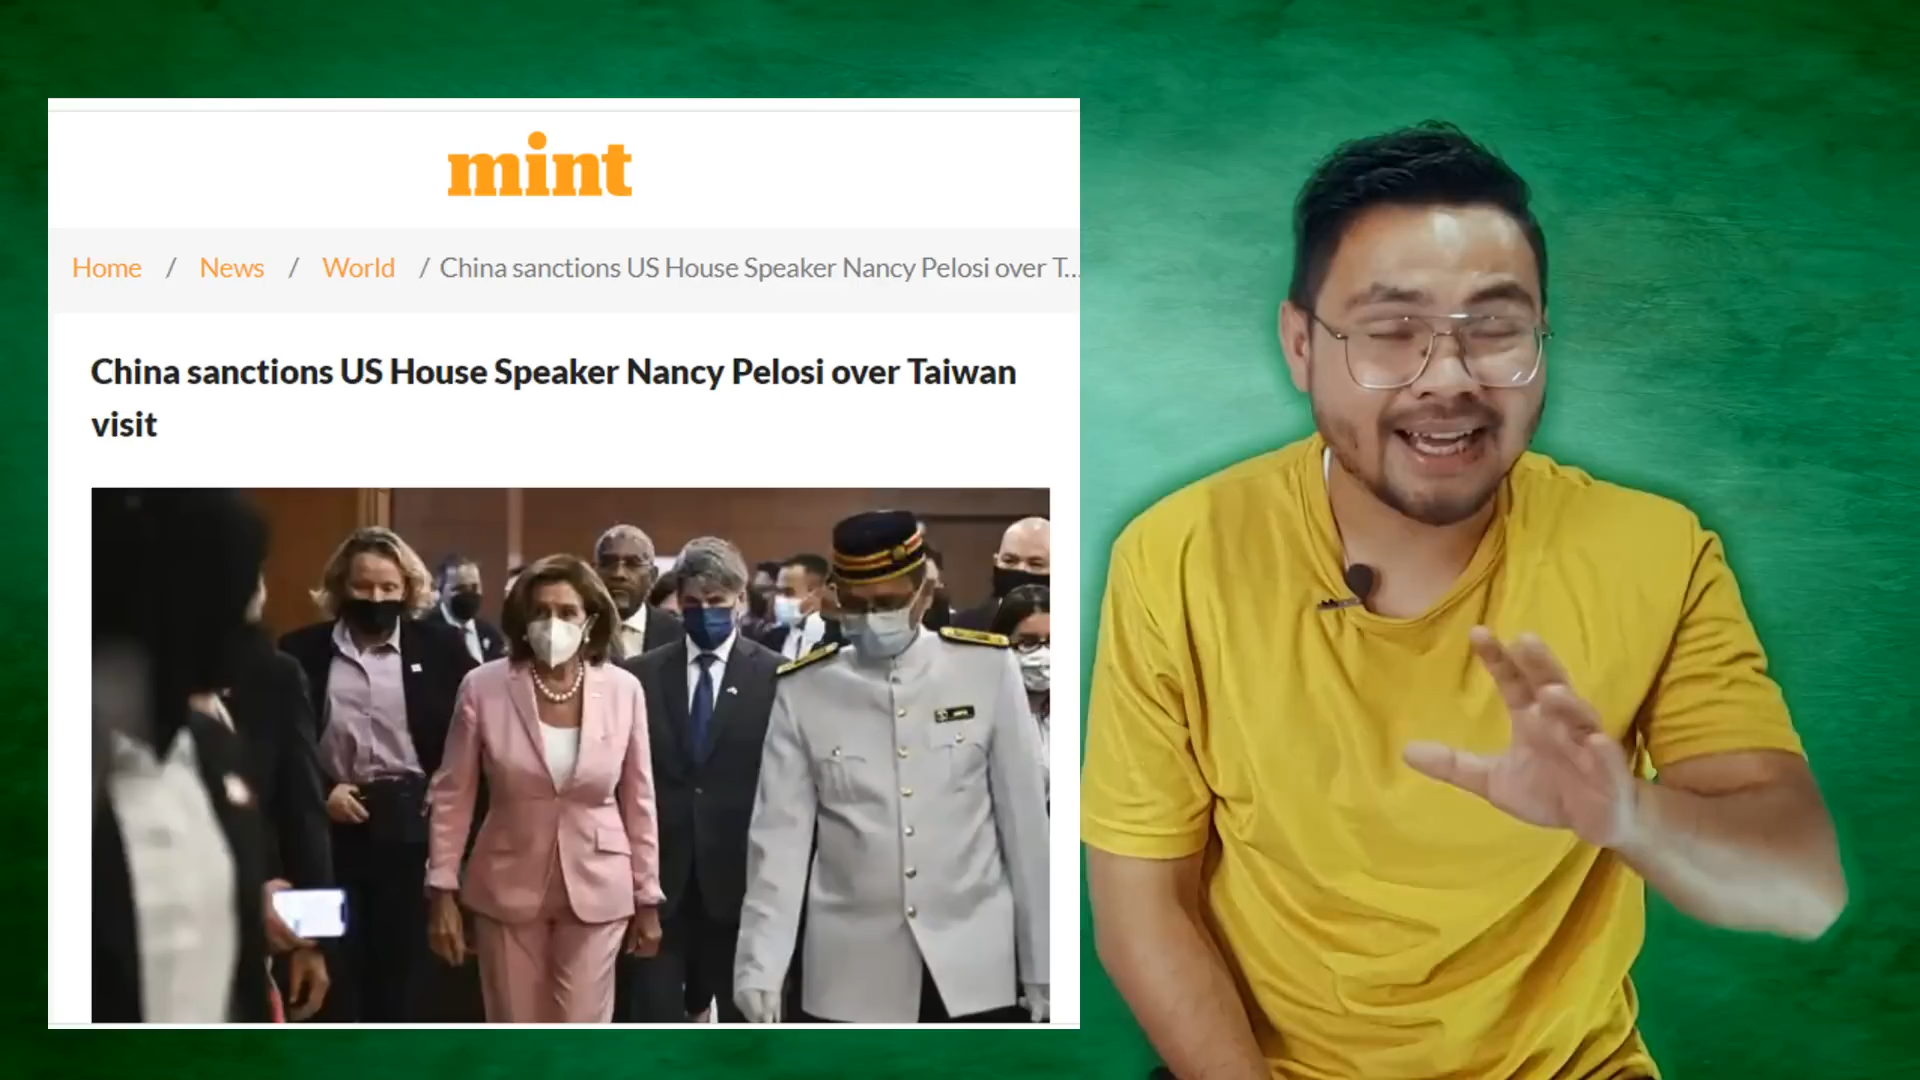 mint
Home / News / World / China sanctions US House Speaker Nancy Pelosi over T...
China sanctions US House Speaker Nancy Pelosi over Taiwan
visit